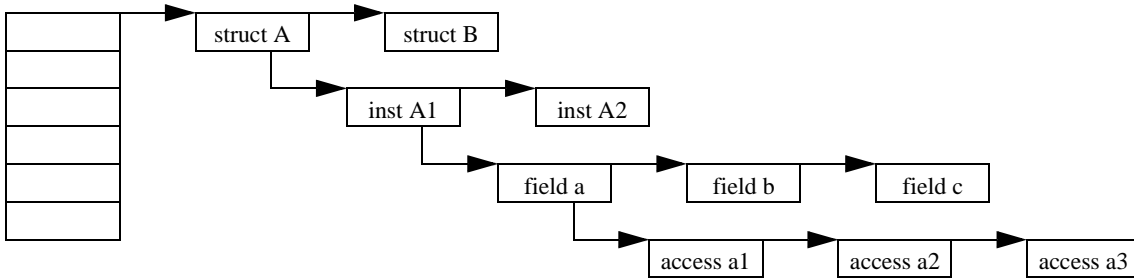 struct A
struct B
inst A1
inst A2
field a
field b
field c
access a1
access a2
access a3